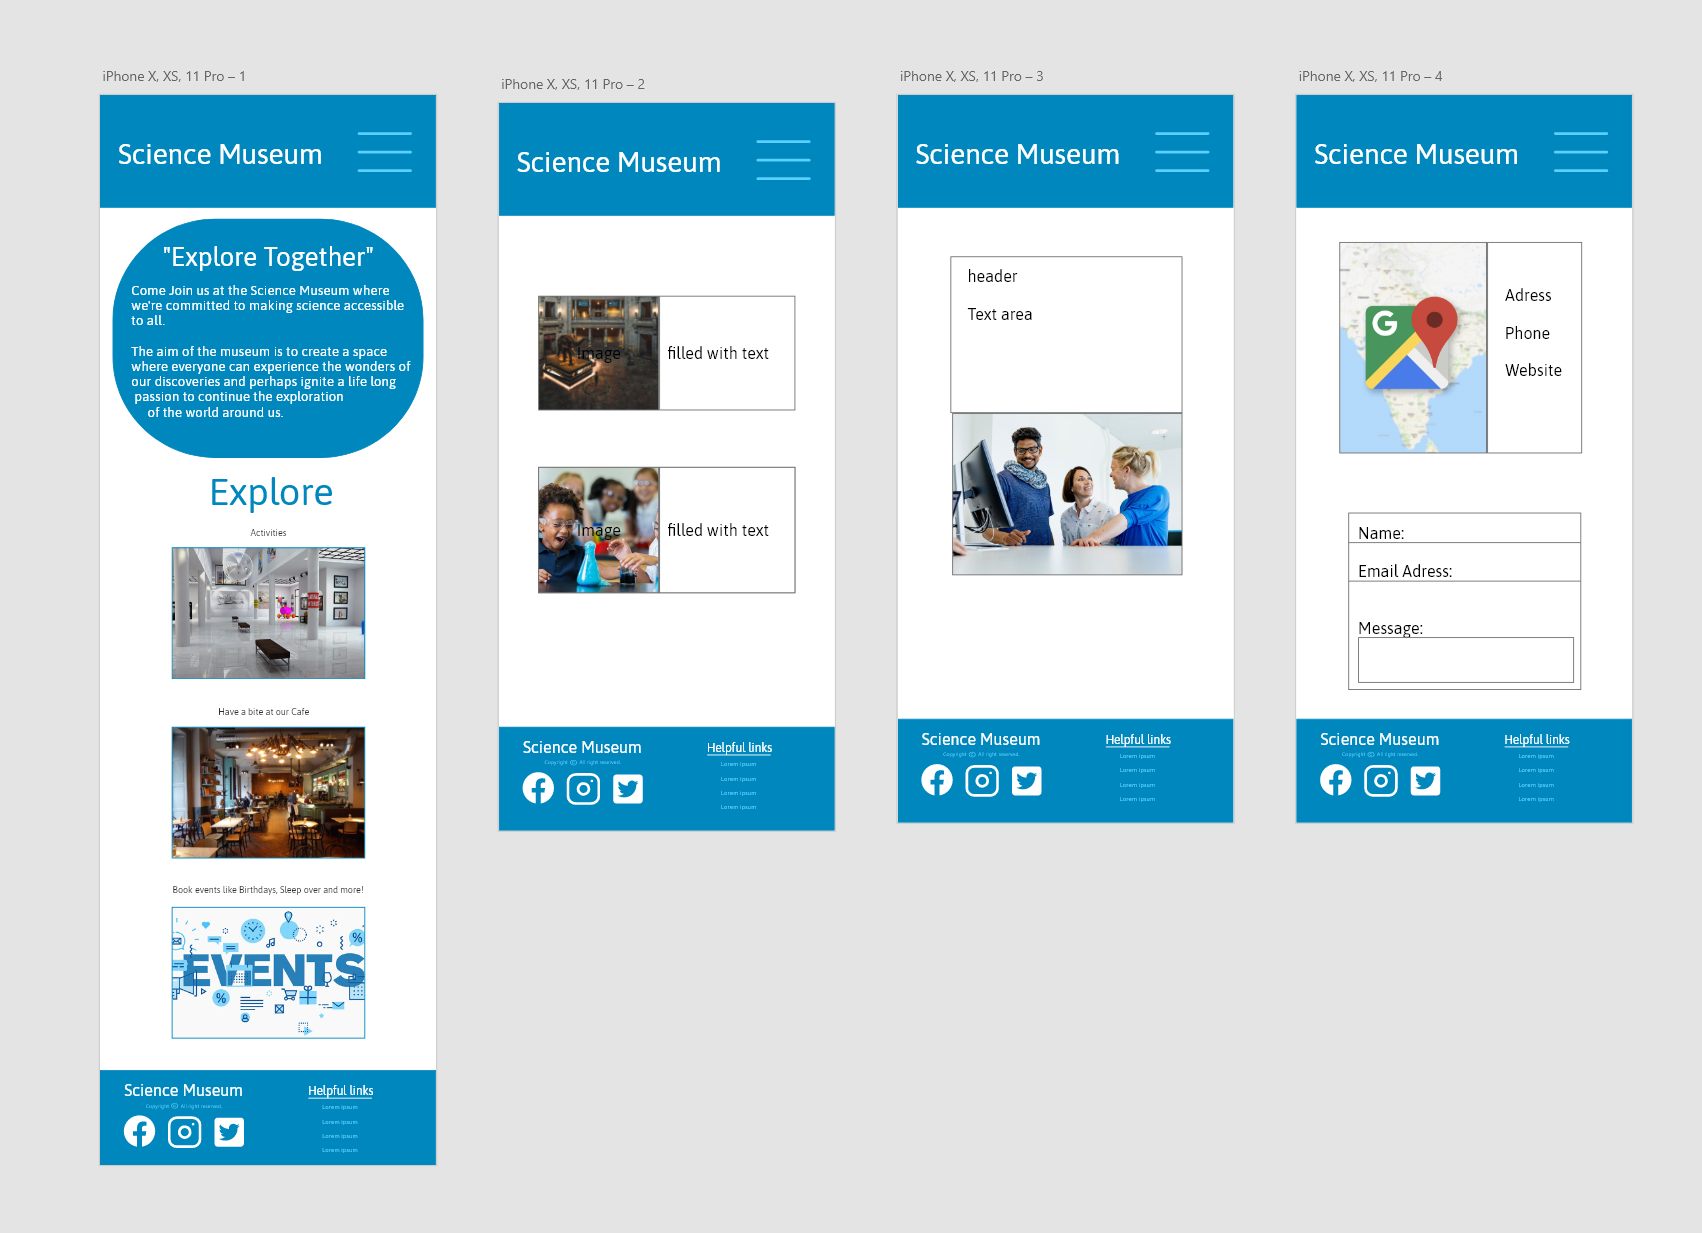 iPhone X, XS, 11 Pro – 1
Science Museum
"Explore Together"
Come Join us at the Science Museum where
we're committed to making science accessible
to all.
The aim of the museum is to create a space
where everyone can experience the wonders of
our discoveries and perhaps ignite a life long
passion to continue the exploration
of the world around us.
Explore
Activities
Have a bite at our Cafe
Book events like Birthdays, Sleep over and more!
%
EVENTS
%
Science Museum
Copyright © All right reserved.
Helpful links
Lorem ipsum
Lorem ipsum
Lorem ipsum
Lorem ipsum
iPhone X, XS, 11 Pro – 2
Science Museum
Image
filled with text
Image
filled with text
Science Museum
Copyright © All right reserved.
Helpful links
Lorem ipsum
Lorem ipsum
Lorem ipsum
Lorem ipsum
iPhone X, XS, 11 Pro – 3
Science Museum
header
Text area
Science Museum
Copyright © All right reserved.
Helpful links
Lorem ipsum
Lorem ipsum
Lorem ipsum
Lorem ipsum
iPhone X, XS, 11 Pro – 4
Science Museum
G
Adress
Phone
Website
Name:
Email Adress:
Message:
Science Museum
Copyright © All right reserved.
Helpful links
Lorem ipsum
Lorem ipsum
Lorem ipsum
Lorem ipsum